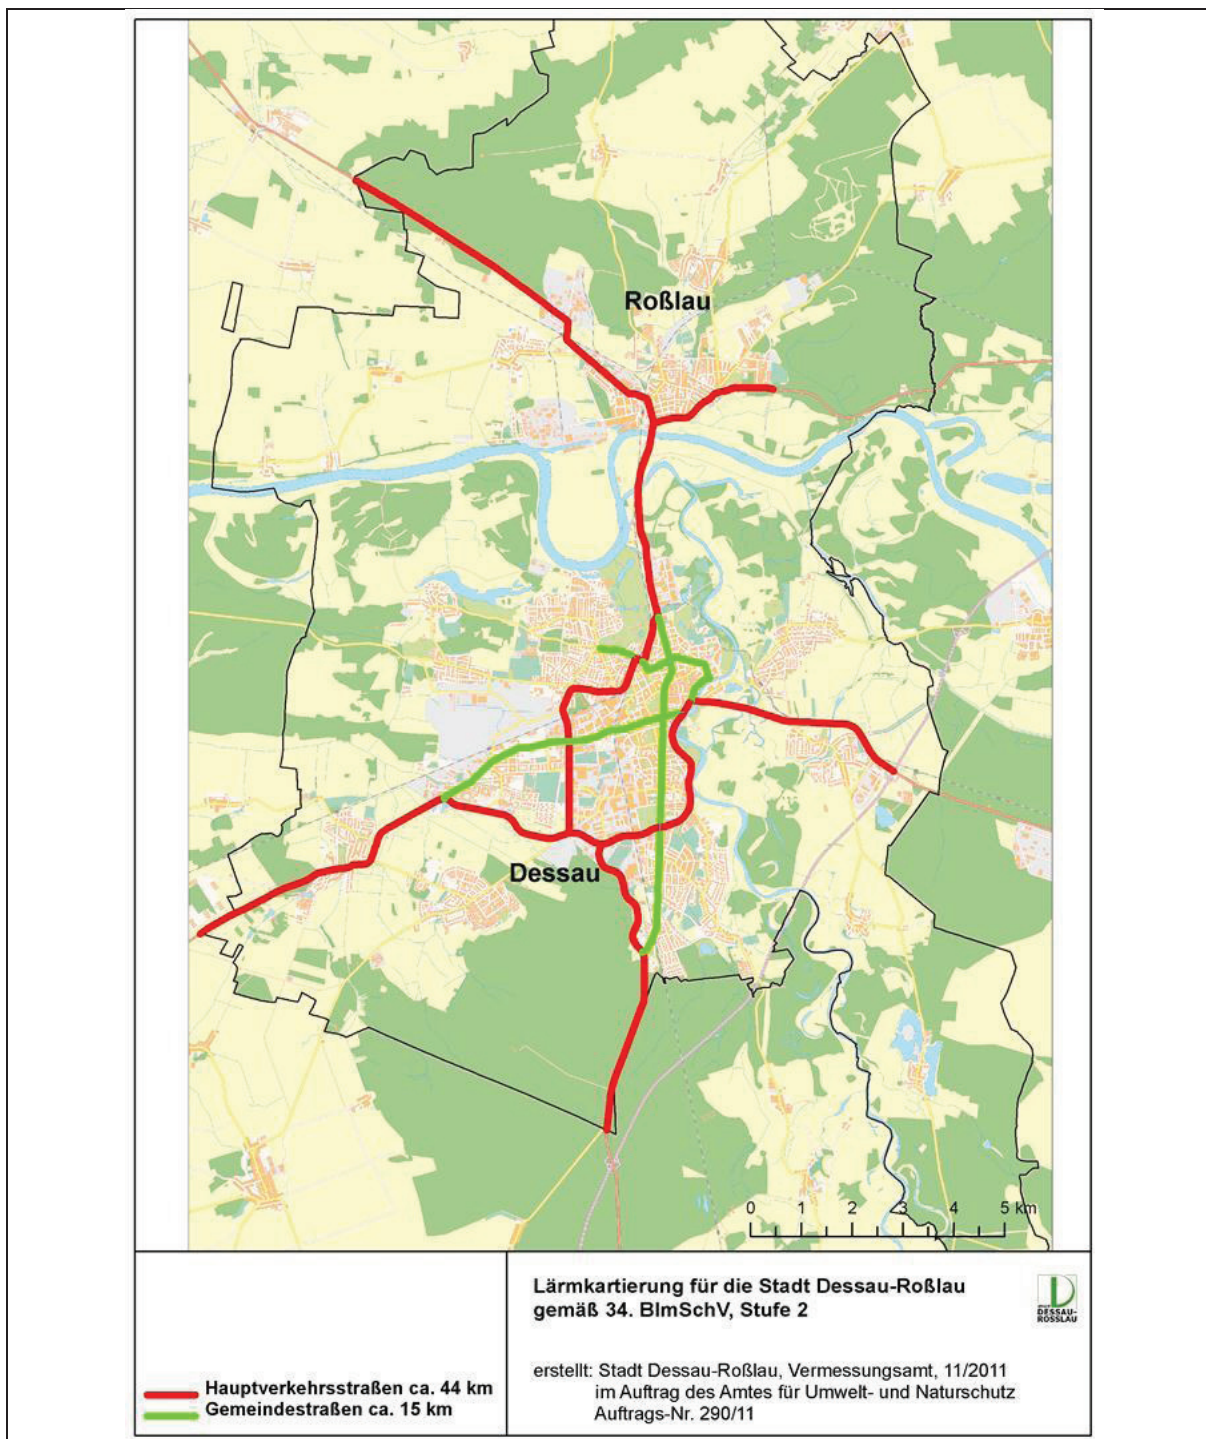 Roßlau
Dessau
0 1 2 3 4 5 km
Lärmkartierung für die Stadt Dessau-Roßlau
gemäß 34. BImSchV, Stufe 2
DESSAU-
ROSSLAU
erstellt: Stadt Dessau-Roßlau, Vermessungsamt, 11/2011
im Auftrag des Amtes für Umwelt- und Naturschutz
Auftrags-Nr. 290/11
Hauptverkehrsstraßen ca. 44 km
Gemeindestraßen ca. 15 km